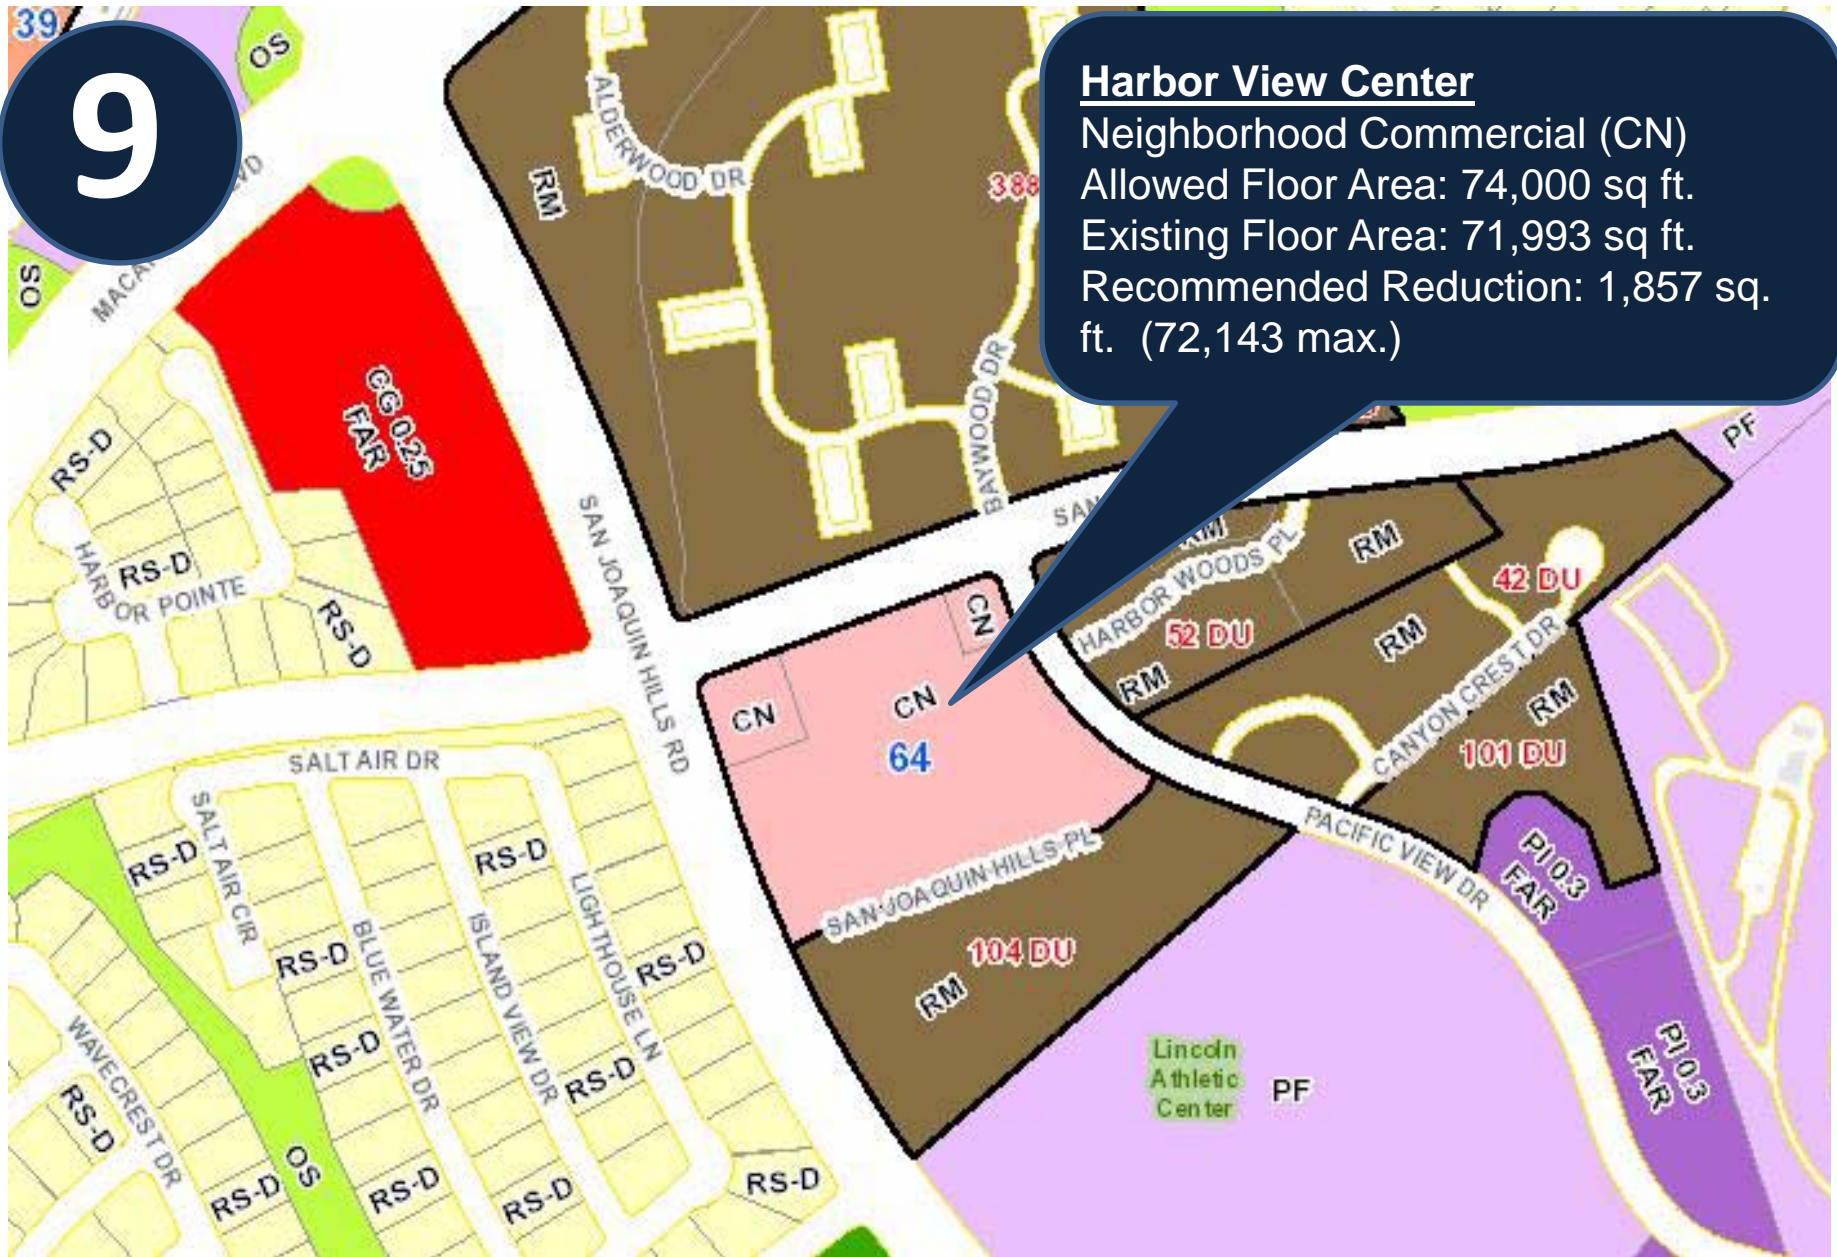 39
9
OS
Harbor View Center
Neighborhood Commercial (CN)
Allowed Floor Area: 74,000 sq ft.
Existing Floor Area: 71,993 sq ft.
Recommended Reduction: 1,857 sq.
ft. (72,143 max.)
ALDERWOOD DR
RM
388
OS
CG 0.25
FAR
BAYWOOD DR
PF
RS-D
SAN JOAQUIN HILLS RD
SAN
RM
RM
HARBOR WOODS PL
42 DU
HARBOR POINTE
RS-D
RS-D
CN
52 DU
RM
CANYON CREST DR
RM
RM
CN
CN
64
101 DU
SALT AIR DR
SALT AIR CIR
RS-D
RS-D
LIGHTHOUSE LN
SAN JOAQUIN HILLS PL
PACIFIC VIEW DR
PI 0.3
FAR
104 DU
RM
RS-D
BLUE WATER DR
ISLAND VIEW DR
RS-D
WAVECREST DR
RS-D
RS-D
RS-D
Lincoln
Athletic
Center
PF
PI 0.3
FAR
OS
RS-D
RS-D
RS-D
RS-D